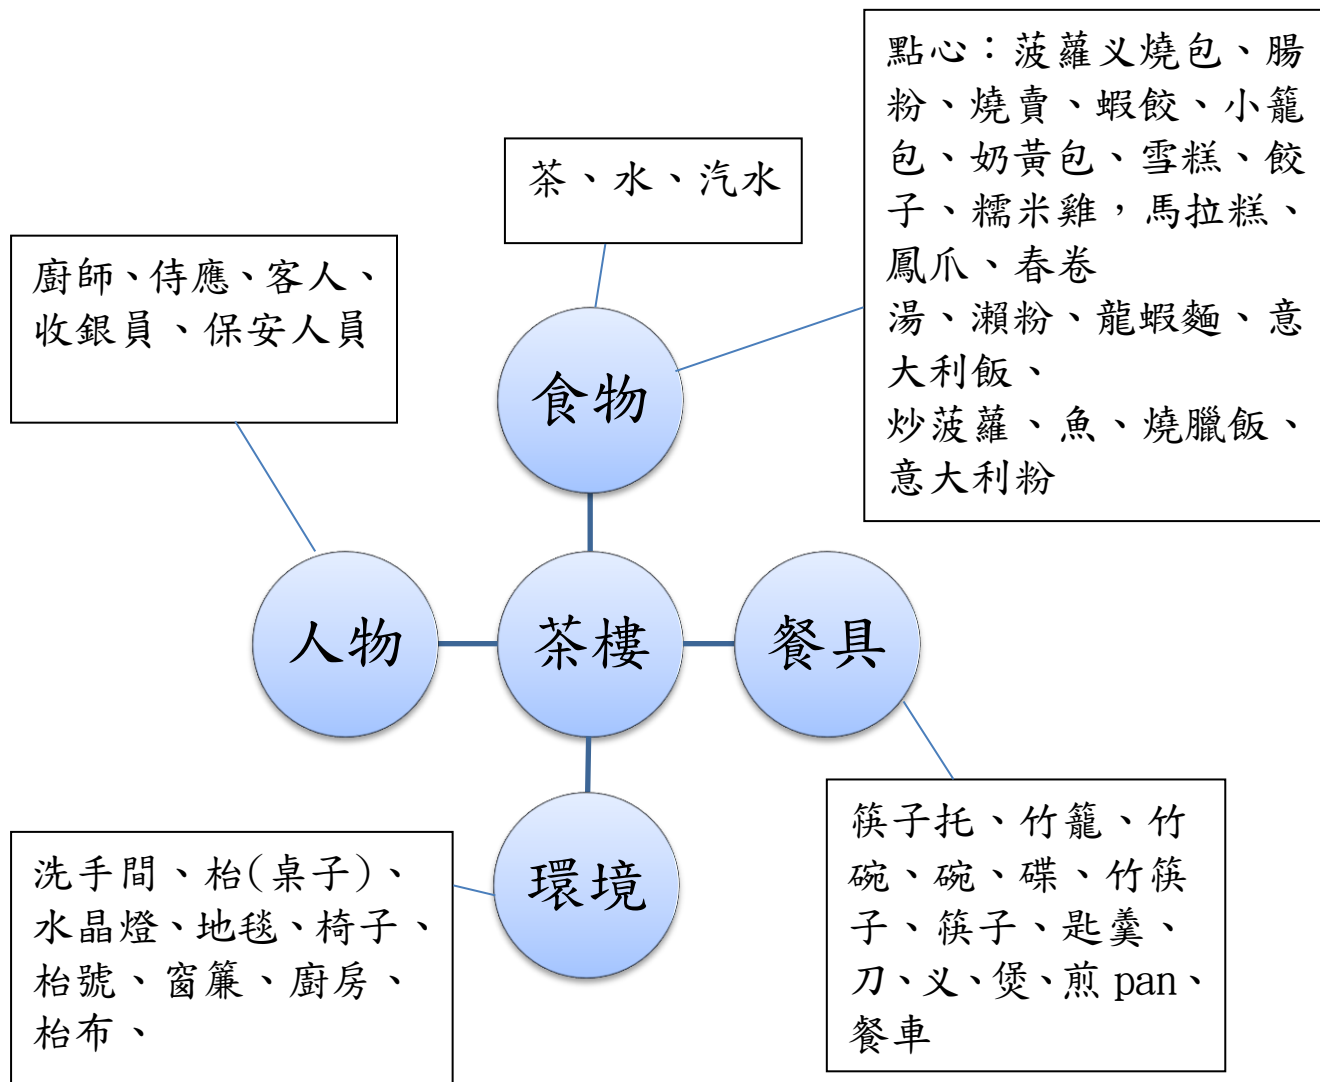 點心：菠蘿义燒包、腸
粉、燒賣、蝦餃、小籠
包、奶黃包、雪糕、餃
子、糯米雞，馬拉糕、
鳳爪、春卷
湯、瀨粉、龍蝦麵、意
大利飯、
炒菠蘿、魚、燒臘飯、
意大利粉
茶、水、汽水
廚師、侍應、客人、
收銀員、保安人員
食物
人物
茶樓
餐具
環境
洗手間、枱(桌子)、
水晶燈、地毯、椅子、
枱號、窗簾、廚房、
枱布、
筷子托、竹籠、竹
碗、碗、碟、竹筷
子、筷子、匙羹、
刀、义、煲、煎 pan、
餐車